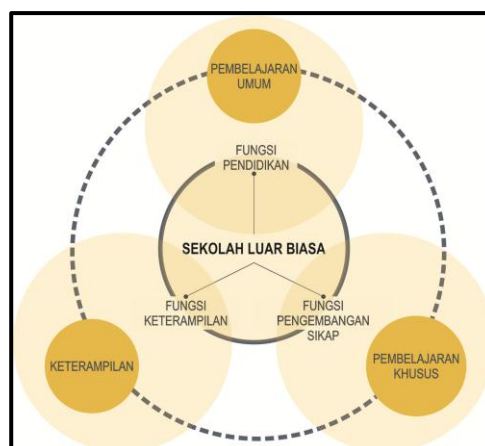 PEMBELAJARAN
UMUM
FUNGSI
PENDIDIKAN
SEKOLAH LUAR BIASA
FUNGSI
KETERAMPILAN
FUNGSI
PENGEMBANGAN
SIKAP
KETERAMPILAN
PEMBELAJARAN
KHUSUS